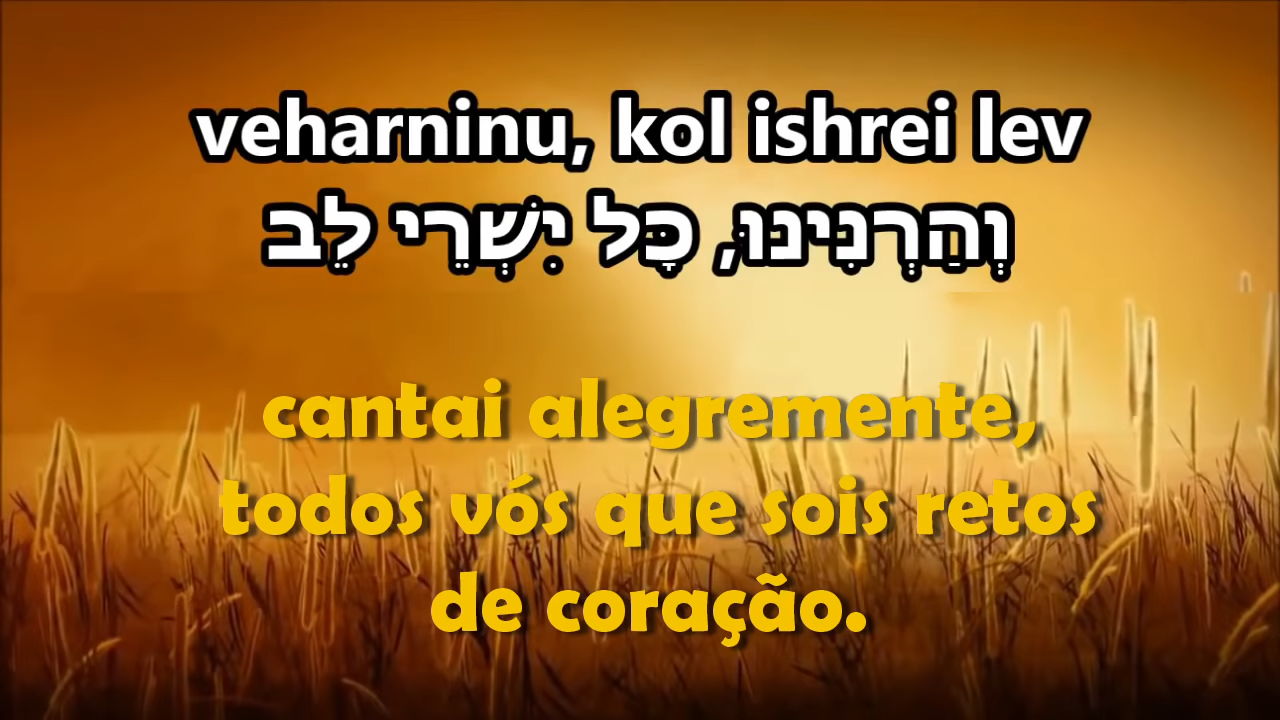 veharninu, kol ishrei lev
וְהַרְנִינוּ, כָּל יִשְׁרֵי לֵב
cantai alegremente,
todos vós que sois retos
de coração.